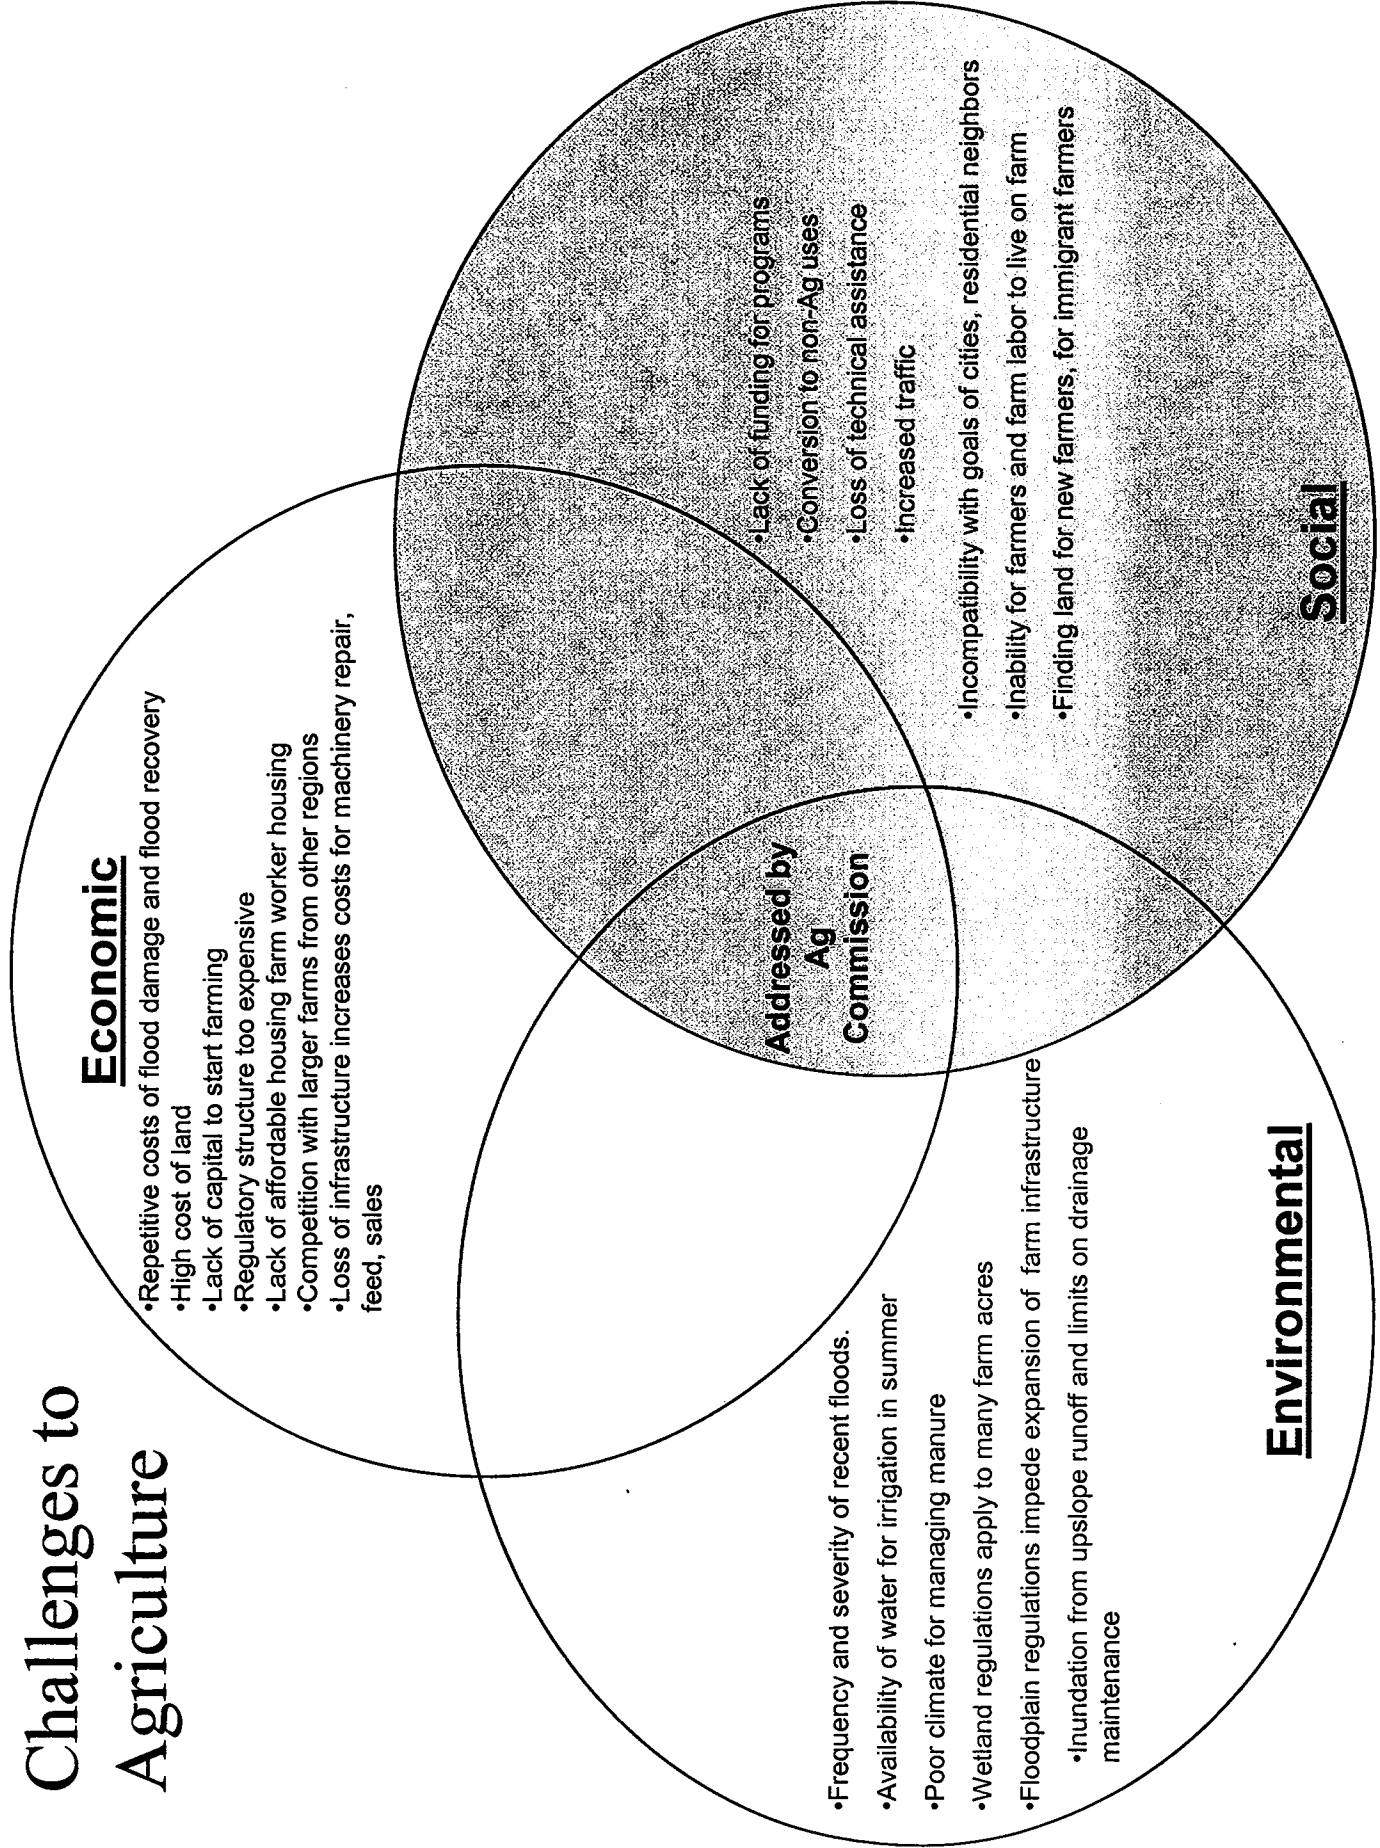 Challenges to
Agriculture
Economic
•Repetitive costs of flood damage and flood recovery
•High cost of land
•Lack of capital to start farming
•Regulatory structure too expensive
•Lack of affordable housing farm worker housing
•Competition with larger farms from other regions
•Loss of infrastructure increases costs for machinery repair,
feed, sales
Addressed by
Ag
Commission
•Lack of funding for programs
•Conversion to non-Ag uses
•Loss of technical assistance
•Increased traffic
•Incompatibility with goals of cities, residential neighbors
•Inability for farmers and farm labor to live on farm
•Finding land for new farmers, for immigrant farmers
Social
•Frequency and severity of recent floods.
•Availability of water for irrigation in summer
•Poor climate for managing manure
•Wetland regulations apply to many farm acres
•Floodplain regulations impede expansion of farm infrastructure
•Inundation from upslope runoff and limits on drainage
maintenance
Environmental